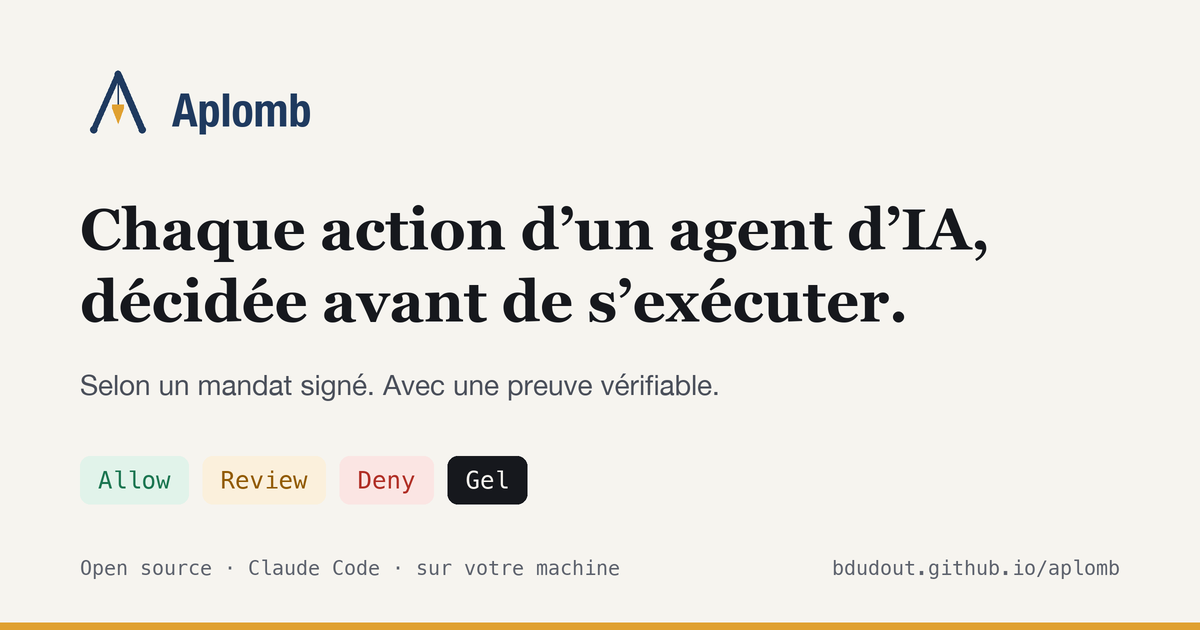 Aplomb
Chaque action d’un agent d’IA,
décidée avant de s’exécuter.
Selon un mandat signé. Avec une preuve vérifiable.
Allow Review Deny Gel
Open source · Claude Code · sur votre machine bdudout.github.io/aplomb